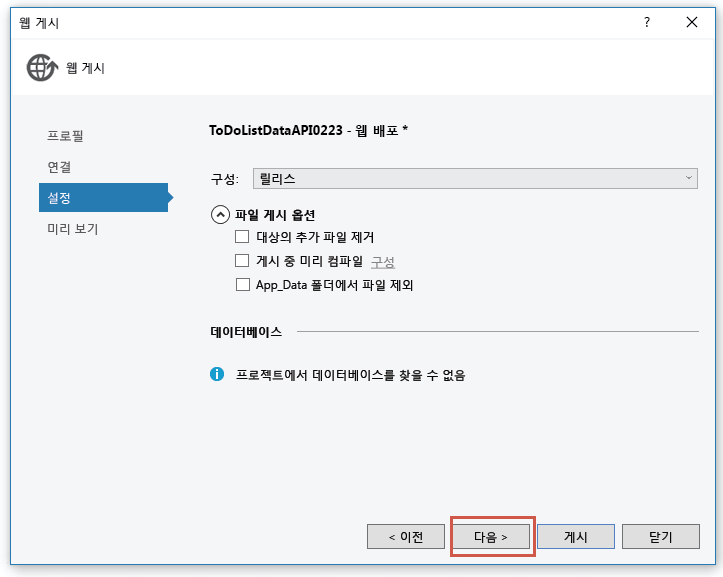 웹 게시
?
웹 게시
프로필
연결
설정
미리 보기
ToDoListDataAPI0223 - 웹 배포 *
구성: 릴리스
파일 게시 옵션
대상의 추가 파일 제거
게시 중 미리 컴파일 구성
App_Data 폴더에서 파일 제외
데이터베이스
프로젝트에서 데이터베이스를 찾을 수 없음
< 이전 다음 > 게시 닫기